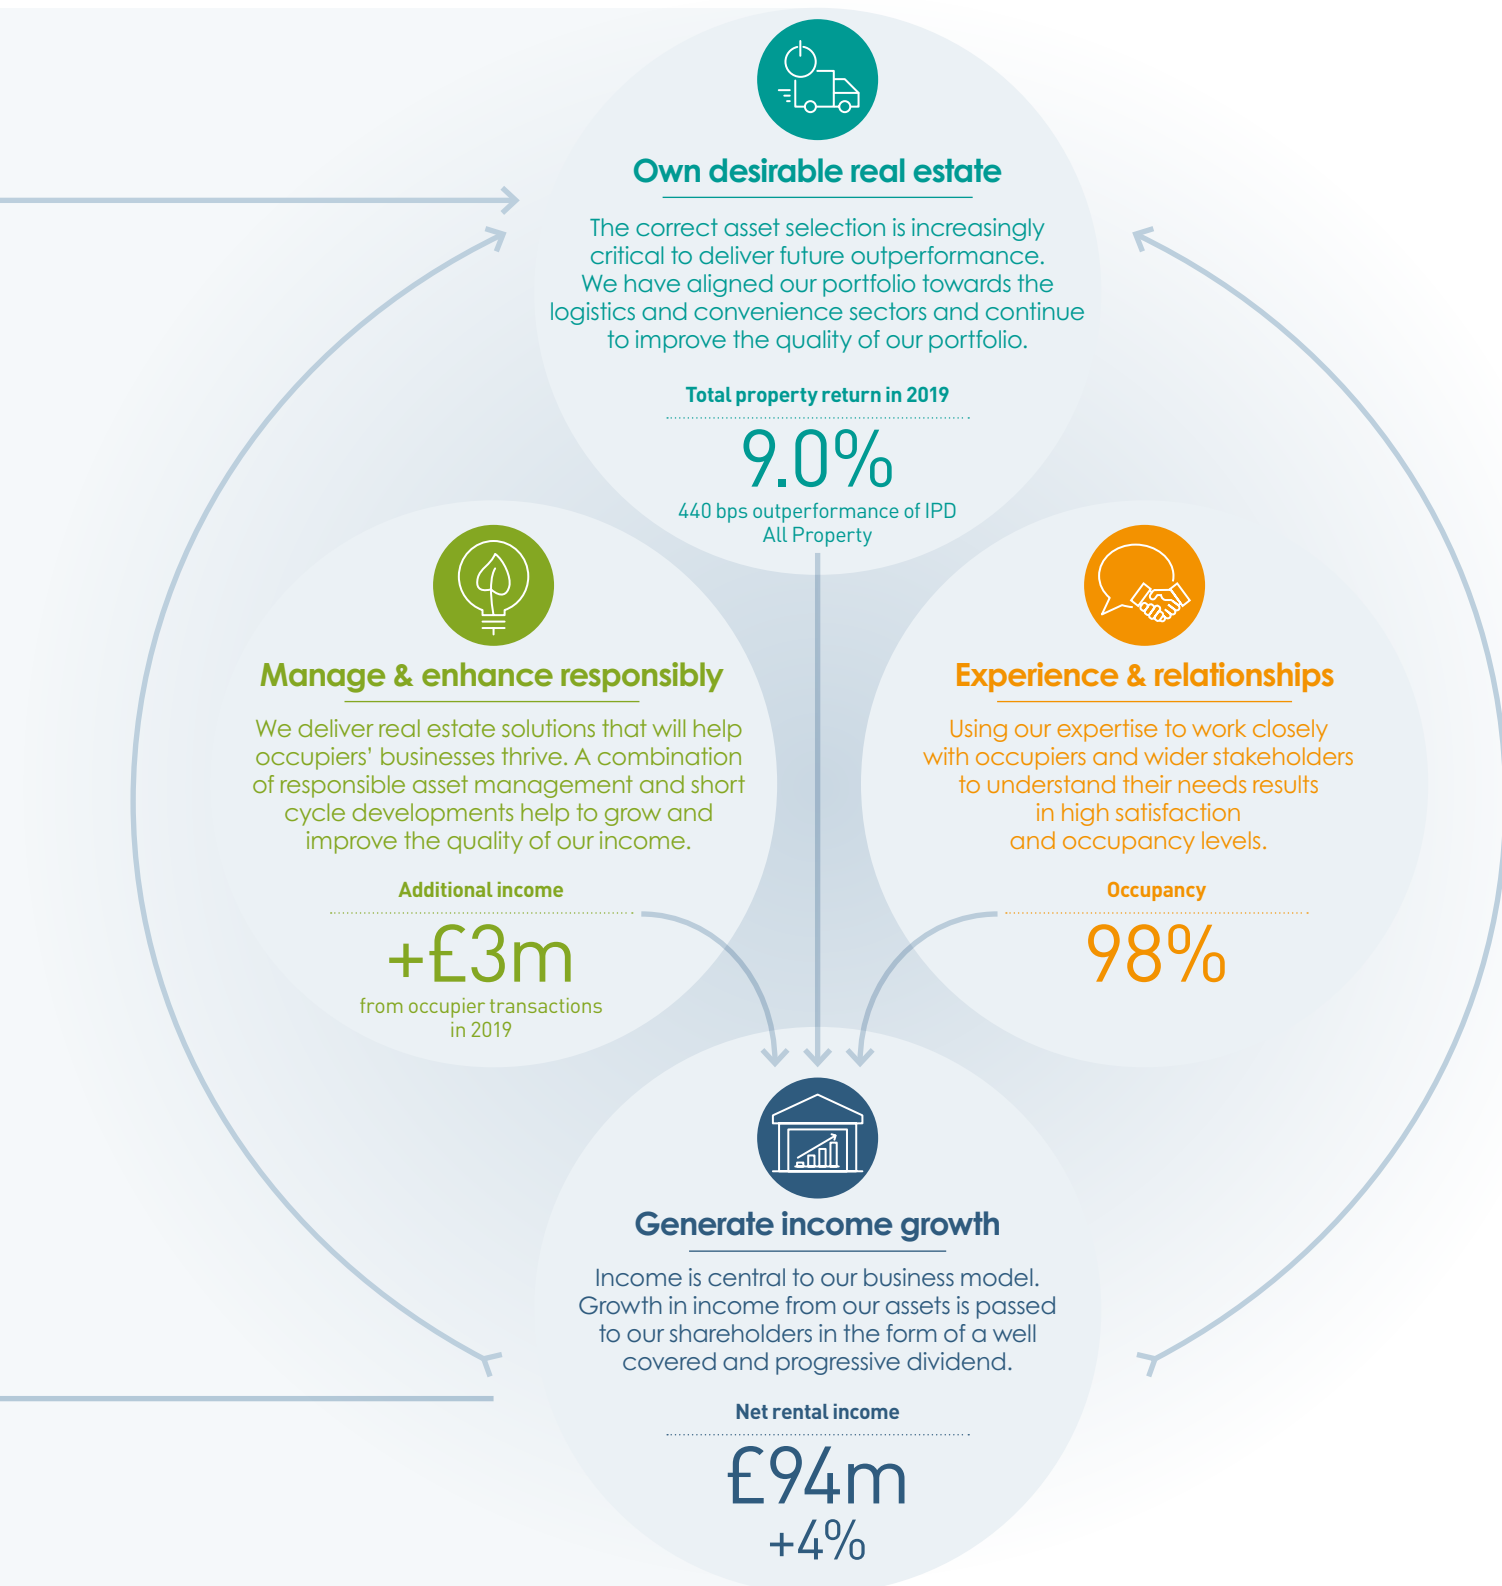 Own desirable real estate
The correct asset selection is increasingly
critical to deliver future outperformance.
We have aligned our portfolio towards the
logistics and convenience sectors and continue
to improve the quality of our portfolio.
Total property return in 2019
9.0%
440 bps outperformance of IPD
All Property
Manage & enhance responsibly
We deliver real estate solutions that will help
occupiers’ businesses thrive. A combination
of responsible asset management and short
cycle developments help to grow and
improve the quality of our income.
Additional income
+£3m
from occupier transactions
in 2019
Experience & relationships
Using our expertise to work closely
with occupiers and wider stakeholders
to understand their needs results
in high satisfaction
and occupancy levels.
Occupancy
98%
Generate income growth
Income is central to our business model.
Growth in income from our assets is passed
to our shareholders in the form of a well
covered and progressive dividend.
Net rental income
£94m
+4%